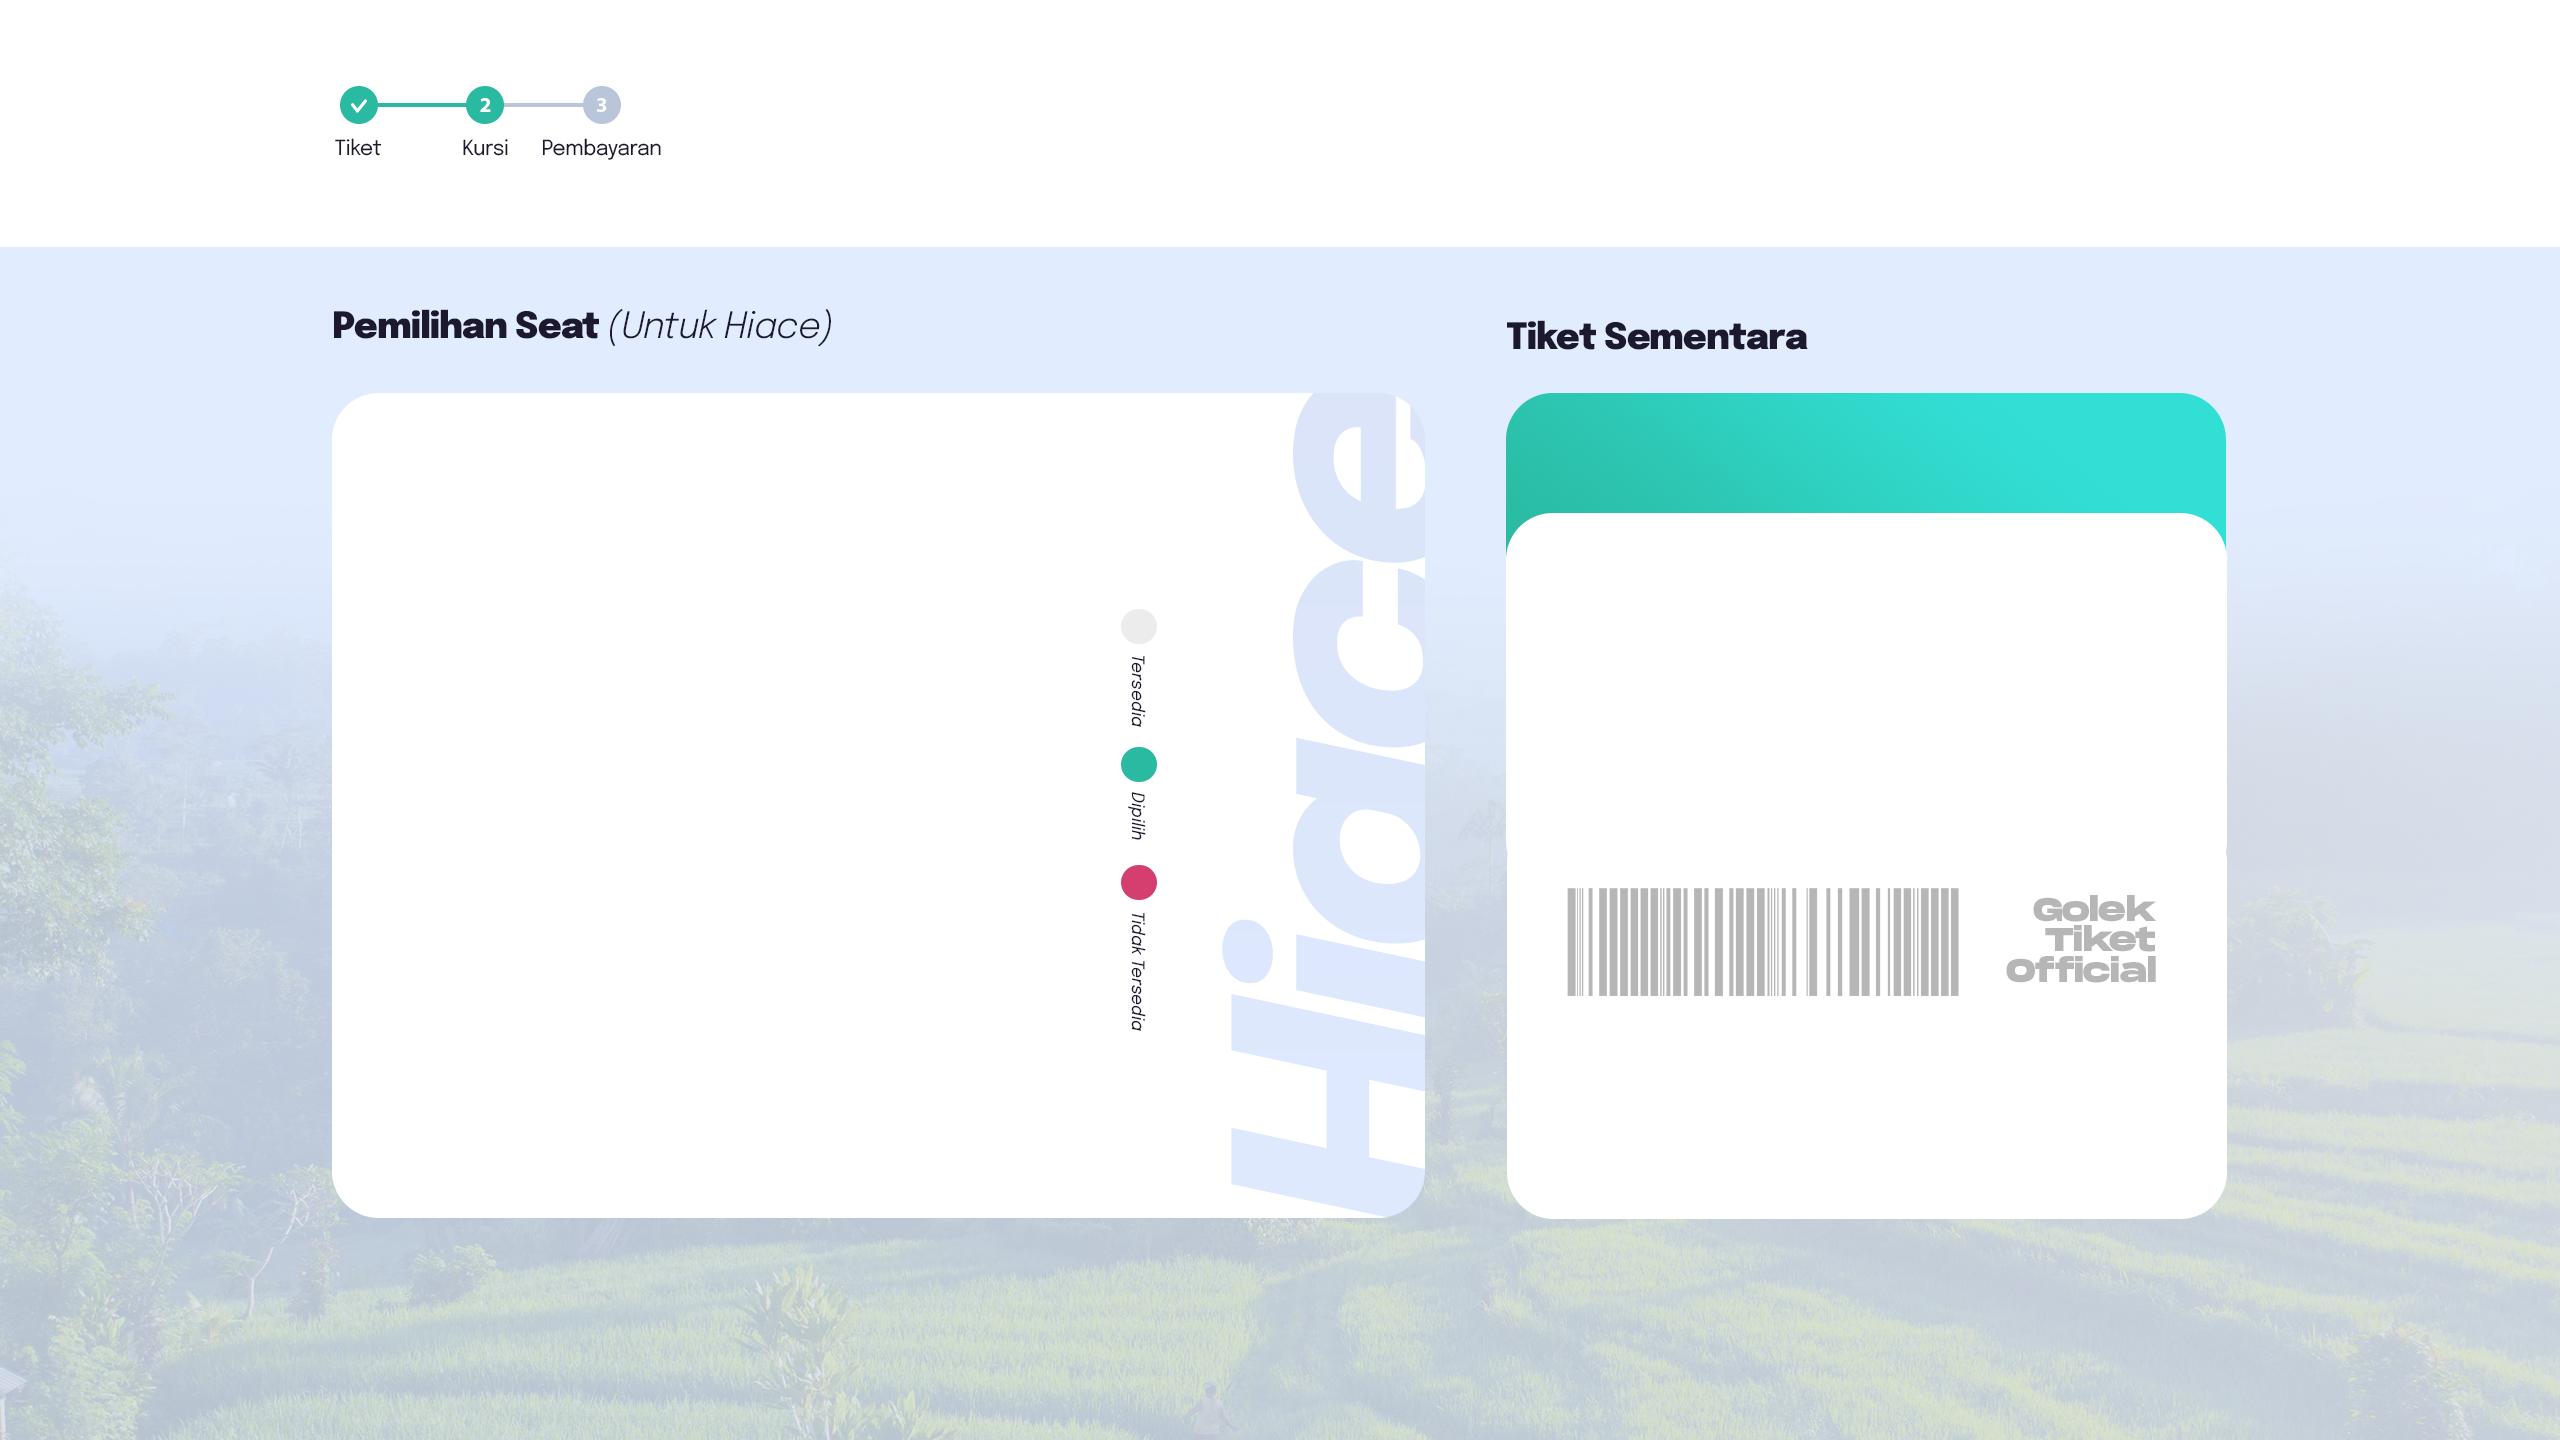 2
3
Tiket
Kursi
Pembayaran
Pemilihan Seat (Untuk Hiace)
Tersedia
Dipilih
Tidak Tersedia
Hiace
Tiket Sementara
Golek
Tiket
Official